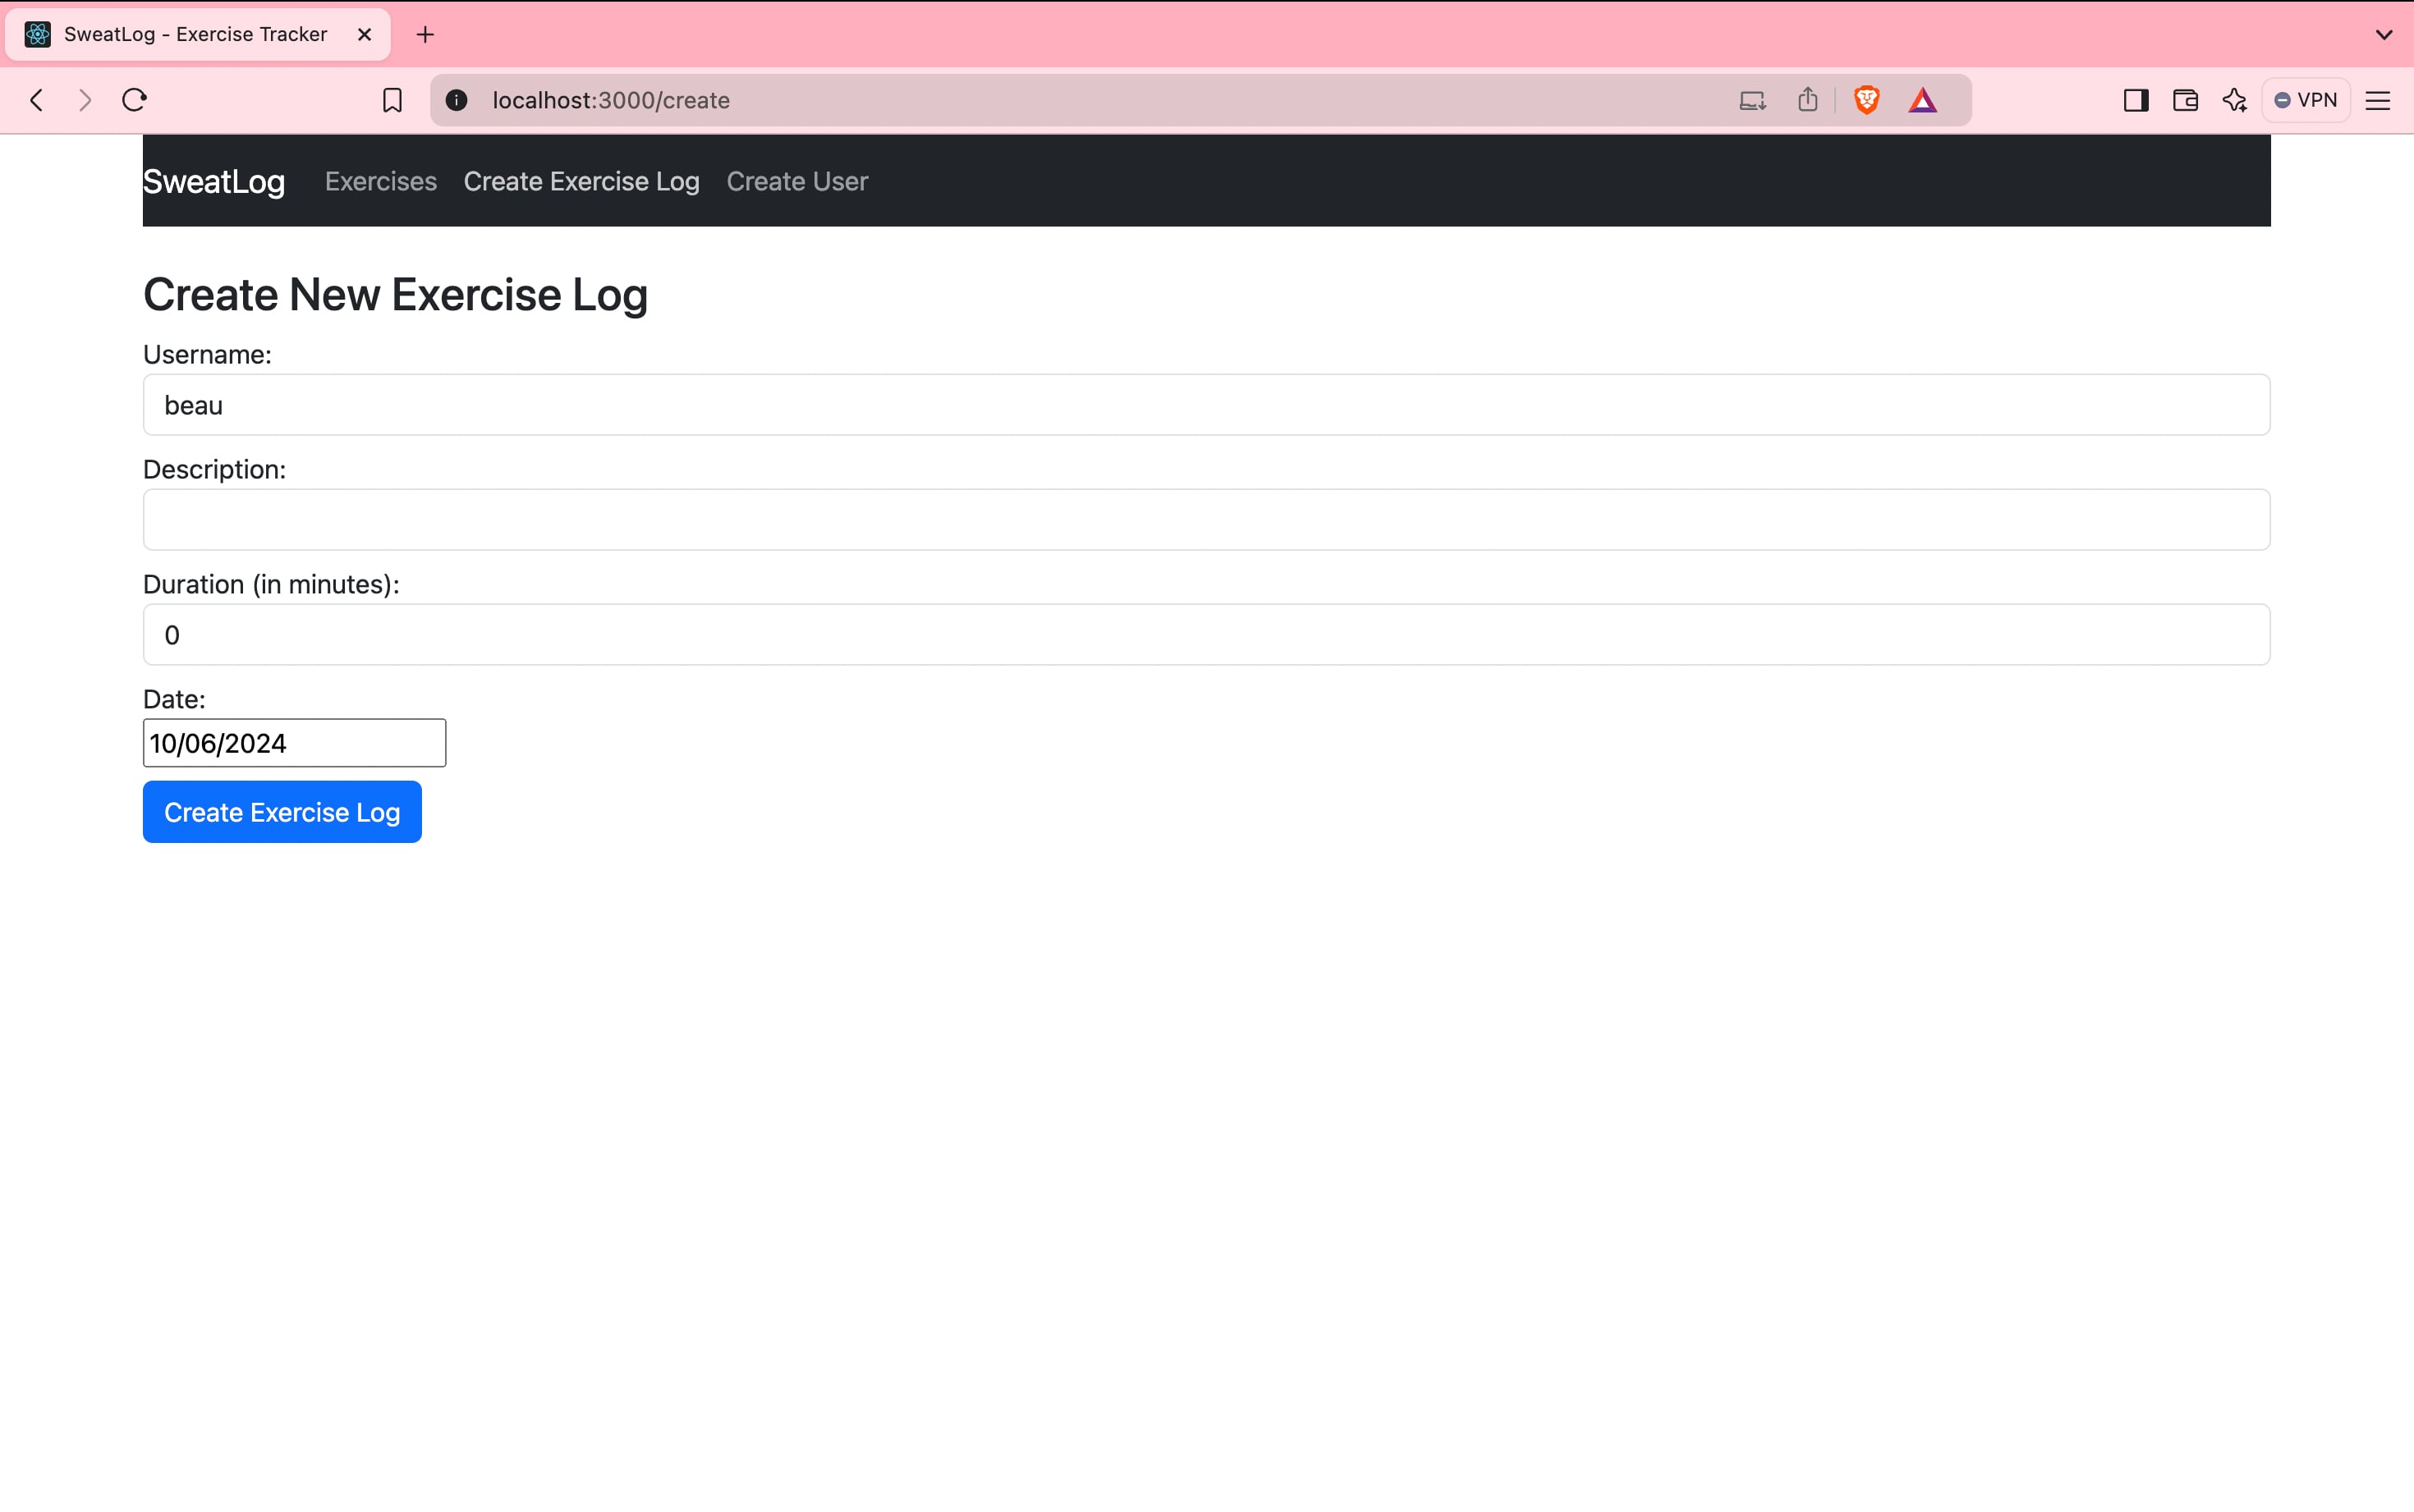 SweatLog - Exercise Tracker
localhost:3000/create
VPN
SweatLog Exercises Create Exercise Log Create User
Create New Exercise Log
Username:
beau
Description:
Duration (in minutes):
0
Date:
10/06/2024
Create Exercise Log